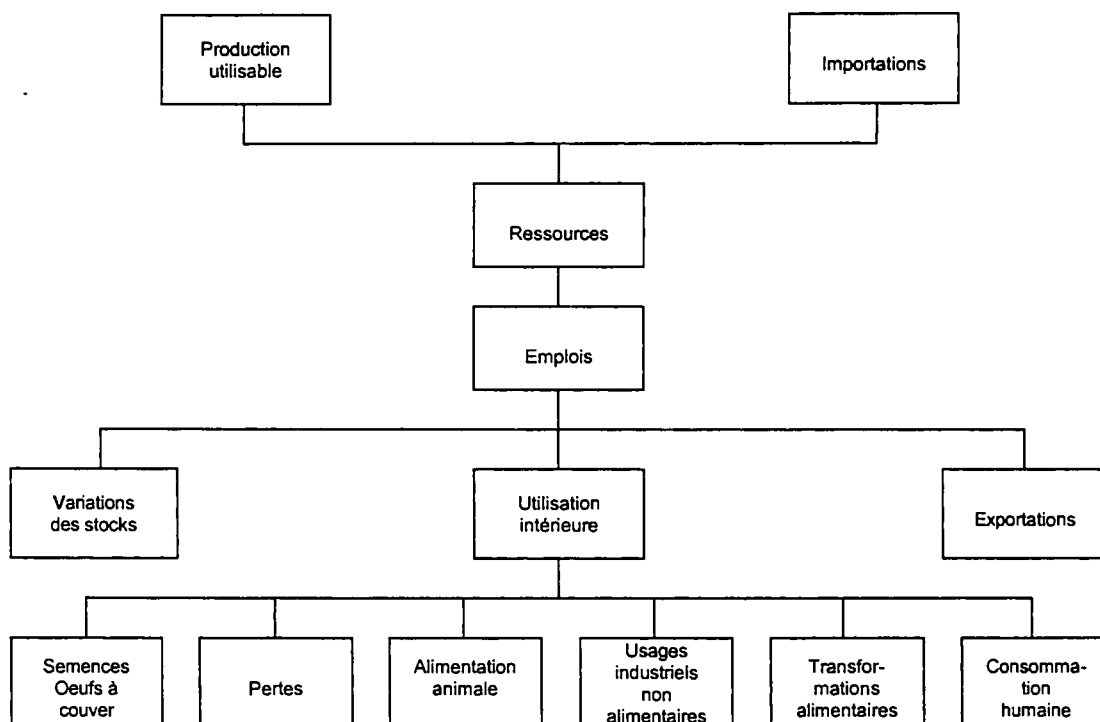 Production
utilisable
Importations
Ressources
Emplois
Variations
des stocks
Utilisation
intérieure
Exportations
Semences
Oeufs à
couver
Pertes
Alimentation
animale
Usages
industriels
non
alimentaires
Transfor-
mations
alimentaires
Consomma-
tion
humaine